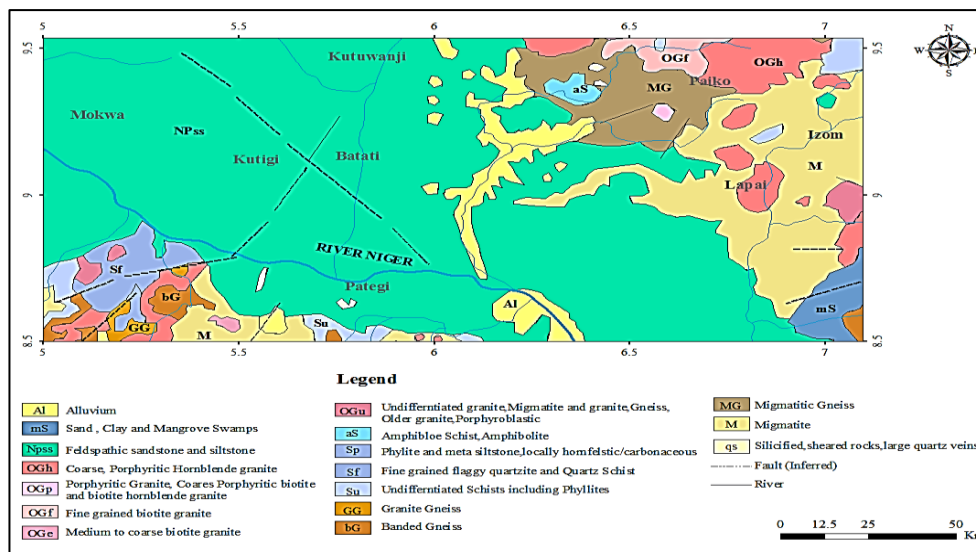 5 5.5 6 6.5 7
9.5 9.5
N
W
S
Kutuwanji
OGf
OGh
Paiko
aS
MG
Mokwa
NPss
Izom
Kutigi
Batati
M
Lapai
9 9
RIVER NIGER
Sf
Pategi
bG
Al
mS
GG
M
Su
8.5 8.5
5 5.5 6 6.5 7
Legend
Al Alluvium
mS Sand, Clay and Mangrove Swamps
Npss Feldspathic sandstone and siltstone
OGh Coarse, Porphyritic Hornblende granite
OGp Porphyritic Granite, Coares Porphyretic biotite
and biotite hornblende granite
OGf Fine grained biotite granite
OGe Medium to coarse biotite granite
OGu Undifferntiated granite,Migmatite and granite,Gneiss,
Older granite,Porphyroblastic
aS Amphibloe Schist,Amphibolite
Sp Phylite and meta siltstone,locally hornfelstic/carbonaceous
Sf Fine grained flaggy quartzite and Quartz Schist
Su Undifferntiated Schists including Phyllites
GG Granite Gneiss
bG Banded Gneiss
MG Migmatitic Gneiss
M Migmatite
qs Silicified,sheared rocks,large quartz veins
Fault (Inferred)
River
0 12.5 25 50